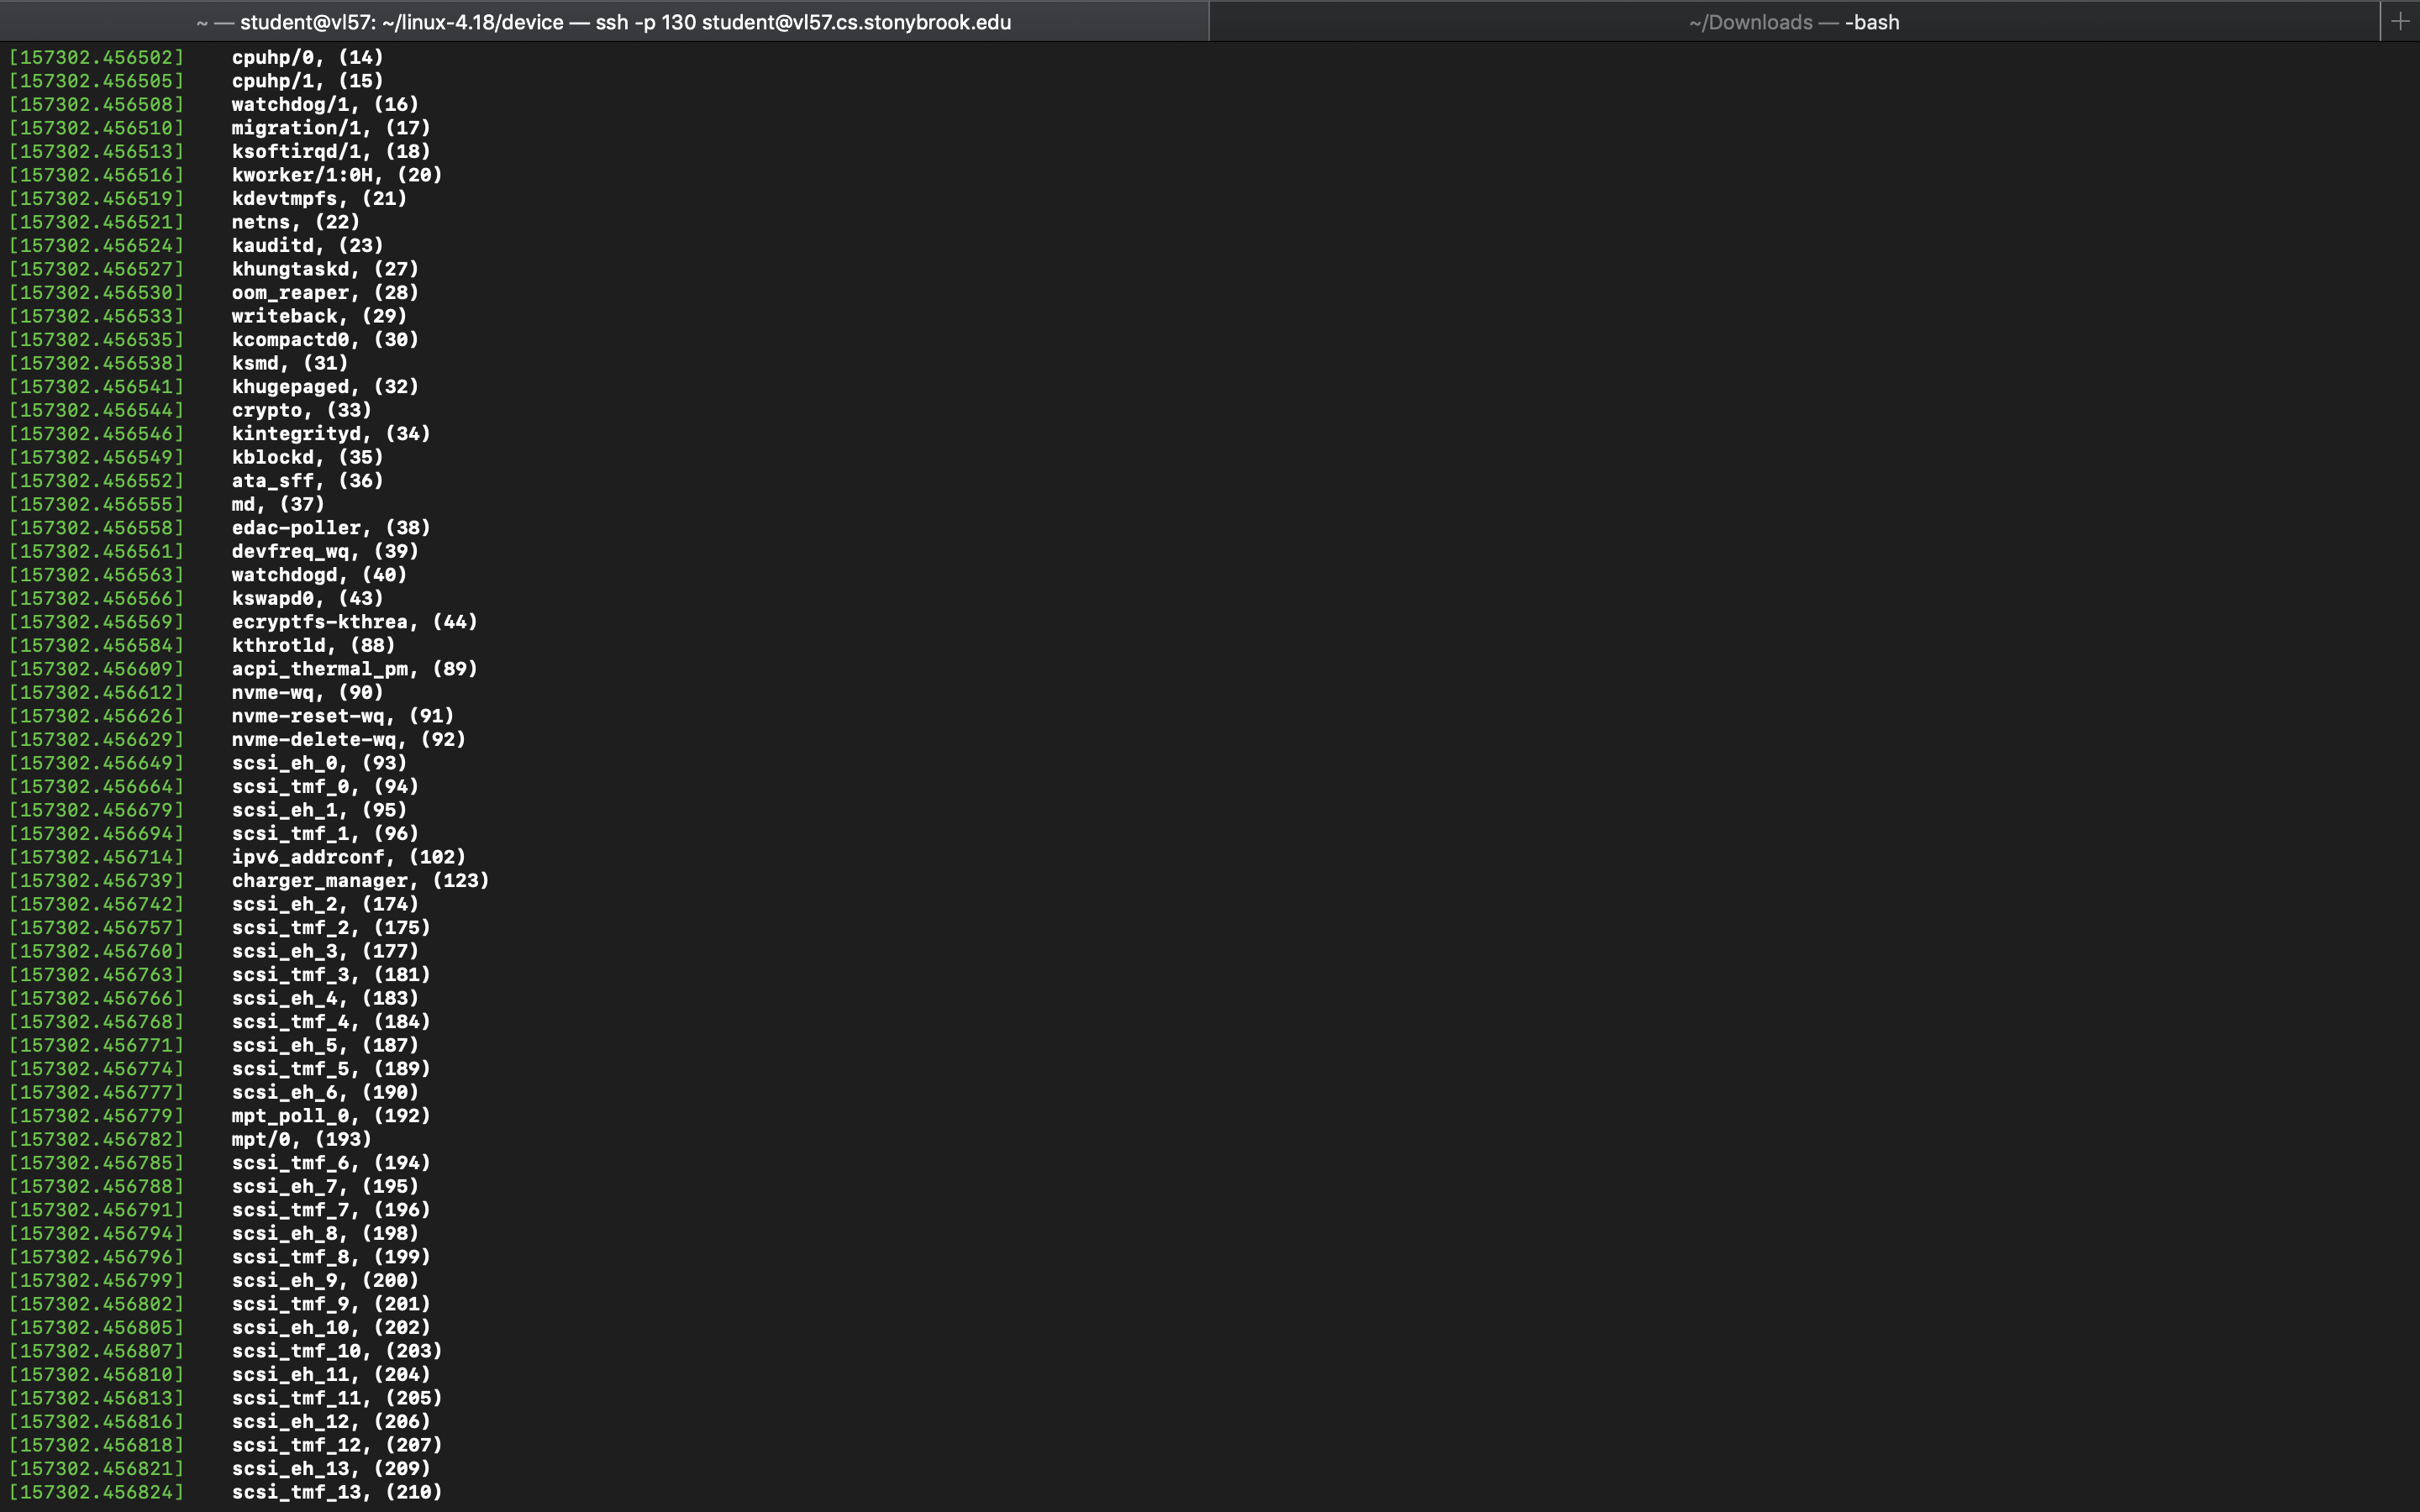 ~ — student@vl57: ~/linux-4.18/device — ssh -p 130 student@vl57.cs.stonybrook.edu
~/Downloads — -bash
[157302.456502] cpuhp/0, (14)
[157302.456505] cpuhp/1, (15)
[157302.456508] watchdog/1, (16)
[157302.456510] migration/1, (17)
[157302.456513] ksoftirqd/1, (18)
[157302.456516] kworker/1:0H, (20)
[157302.456519] kdevtmpfs, (21)
[157302.456521] netns, (22)
[157302.456524] kauditd, (23)
[157302.456527] khungtaskd, (27)
[157302.456530] oom_reaper, (28)
[157302.456533] writeback, (29)
[157302.456535] kcompactd0, (30)
[157302.456538] ksmd, (31)
[157302.456541] khugepaged, (32)
[157302.456544] crypto, (33)
[157302.456546] kintegrityd, (34)
[157302.456549] kblockd, (35)
[157302.456552] ata_sff, (36)
[157302.456555] md, (37)
[157302.456558] edac-poller, (38)
[157302.456561] devfreq_wq, (39)
[157302.456563] watchdogd, (40)
[157302.456566] kswapd0, (43)
[157302.456569] ecryptfs-kthrea, (44)
[157302.456584] kthrotld, (88)
[157302.456609] acpi_thermal_pm, (89)
[157302.456612] nvme-wq, (90)
[157302.456626] nvme-reset-wq, (91)
[157302.456629] nvme-delete-wq, (92)
[157302.456649] scsi_eh_0, (93)
[157302.456664] scsi_tmf_0, (94)
[157302.456679] scsi_eh_1, (95)
[157302.456694] scsi_tmf_1, (96)
[157302.456714] ipv6_addrconf, (102)
[157302.456739] charger_manager, (123)
[157302.456742] scsi_eh_2, (174)
[157302.456757] scsi_tmf_2, (175)
[157302.456760] scsi_eh_3, (177)
[157302.456763] scsi_tmf_3, (181)
[157302.456766] scsi_eh_4, (183)
[157302.456768] scsi_tmf_4, (184)
[157302.456771] scsi_eh_5, (187)
[157302.456774] scsi_tmf_5, (189)
[157302.456777] scsi_eh_6, (190)
[157302.456779] mpt_poll_0, (192)
[157302.456782] mpt/0, (193)
[157302.456785] scsi_tmf_6, (194)
[157302.456788] scsi_eh_7, (195)
[157302.456791] scsi_tmf_7, (196)
[157302.456794] scsi_eh_8, (198)
[157302.456796] scsi_tmf_8, (199)
[157302.456799] scsi_eh_9, (200)
[157302.456802] scsi_tmf_9, (201)
[157302.456805] scsi_eh_10, (202)
[157302.456807] scsi_tmf_10, (203)
[157302.456810] scsi_eh_11, (204)
[157302.456813] scsi_tmf_11, (205)
[157302.456816] scsi_eh_12, (206)
[157302.456818] scsi_tmf_12, (207)
[157302.456821] scsi_eh_13, (209)
[157302.456824] scsi_tmf_13, (210)